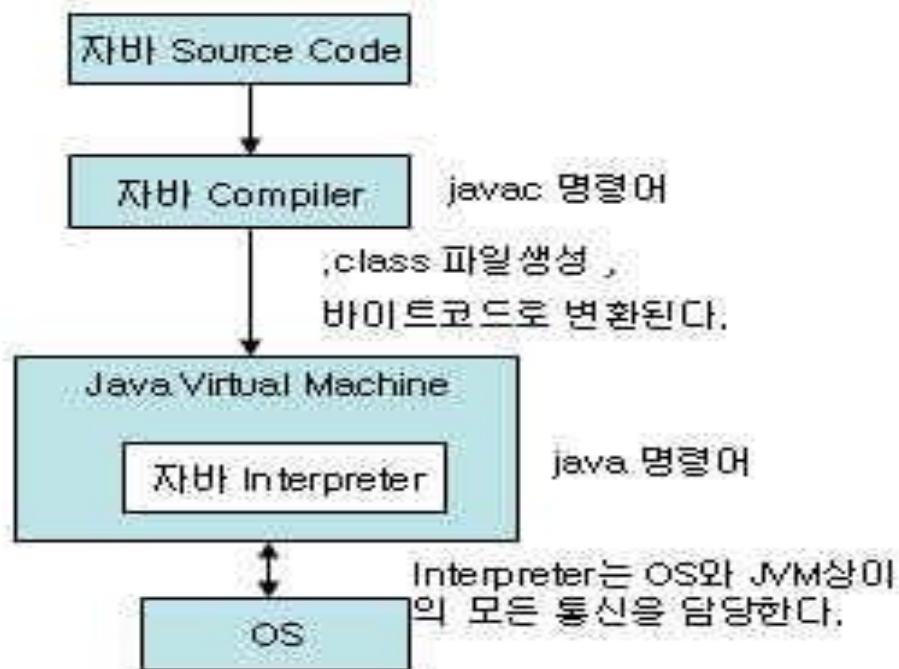 자바 Source Code
자바 Compiler
javac 명령어
.class 파일생성 ,
바이트코드로 변환된다.
Java Virtual Machine
자바 Interpreter
java 명령어
Interpreter는 OS와 JVM상이
의 모든 통신을 담당한다.
OS